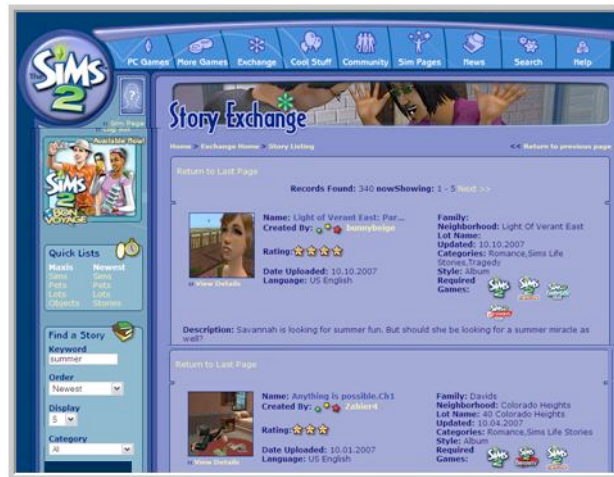 the SiMS 2
PC Games More Games Exchange Cool Stuff Community Sim Pages News Search Help
:: Sim Page
:: Log Out
Story Exchange
Home > Exchange Home > Story Listing
<< Return to previous page
Available Now!
SiMS 2
BON VOYAGE
Return to Last Page
Records Found: 340 nowShowing: 1 - 5 Next >>
Name: Light of Verant East: Par...
Created By: bunnybeige
Rating:
Date Uploaded: 10.10.2007
Language: US English
:: View Details
Family:
Neighborhood: Light Of Verant East
Lot Name:
Updated: 10.10.2007
Categories: Romance,Sims Life
Stories,Tragedy
Style: Album
Required
Games:
Description: Savannah is looking for summer fun. But should she be looking for a summer miracle as
well?
Quick Lists
Maxis Newest
Sims Sims
Pets Pets
Lots Lots
Objects Stories
Find a Story
Keyword
summer
Order
Newest
Display
5
Category
All
Return to Last Page
Name: Anything is possible.Ch1
Created By: Zahier4
Rating:
Date Uploaded: 10.01.2007
Language: US English
:: View Details
Family: Davids
Neighborhood: Colorado Heights
Lot Name: 40 Colorado Heights
Updated: 10.04.2007
Categories: Romance,Sims Life Stories
Style: Album
Required
Games: